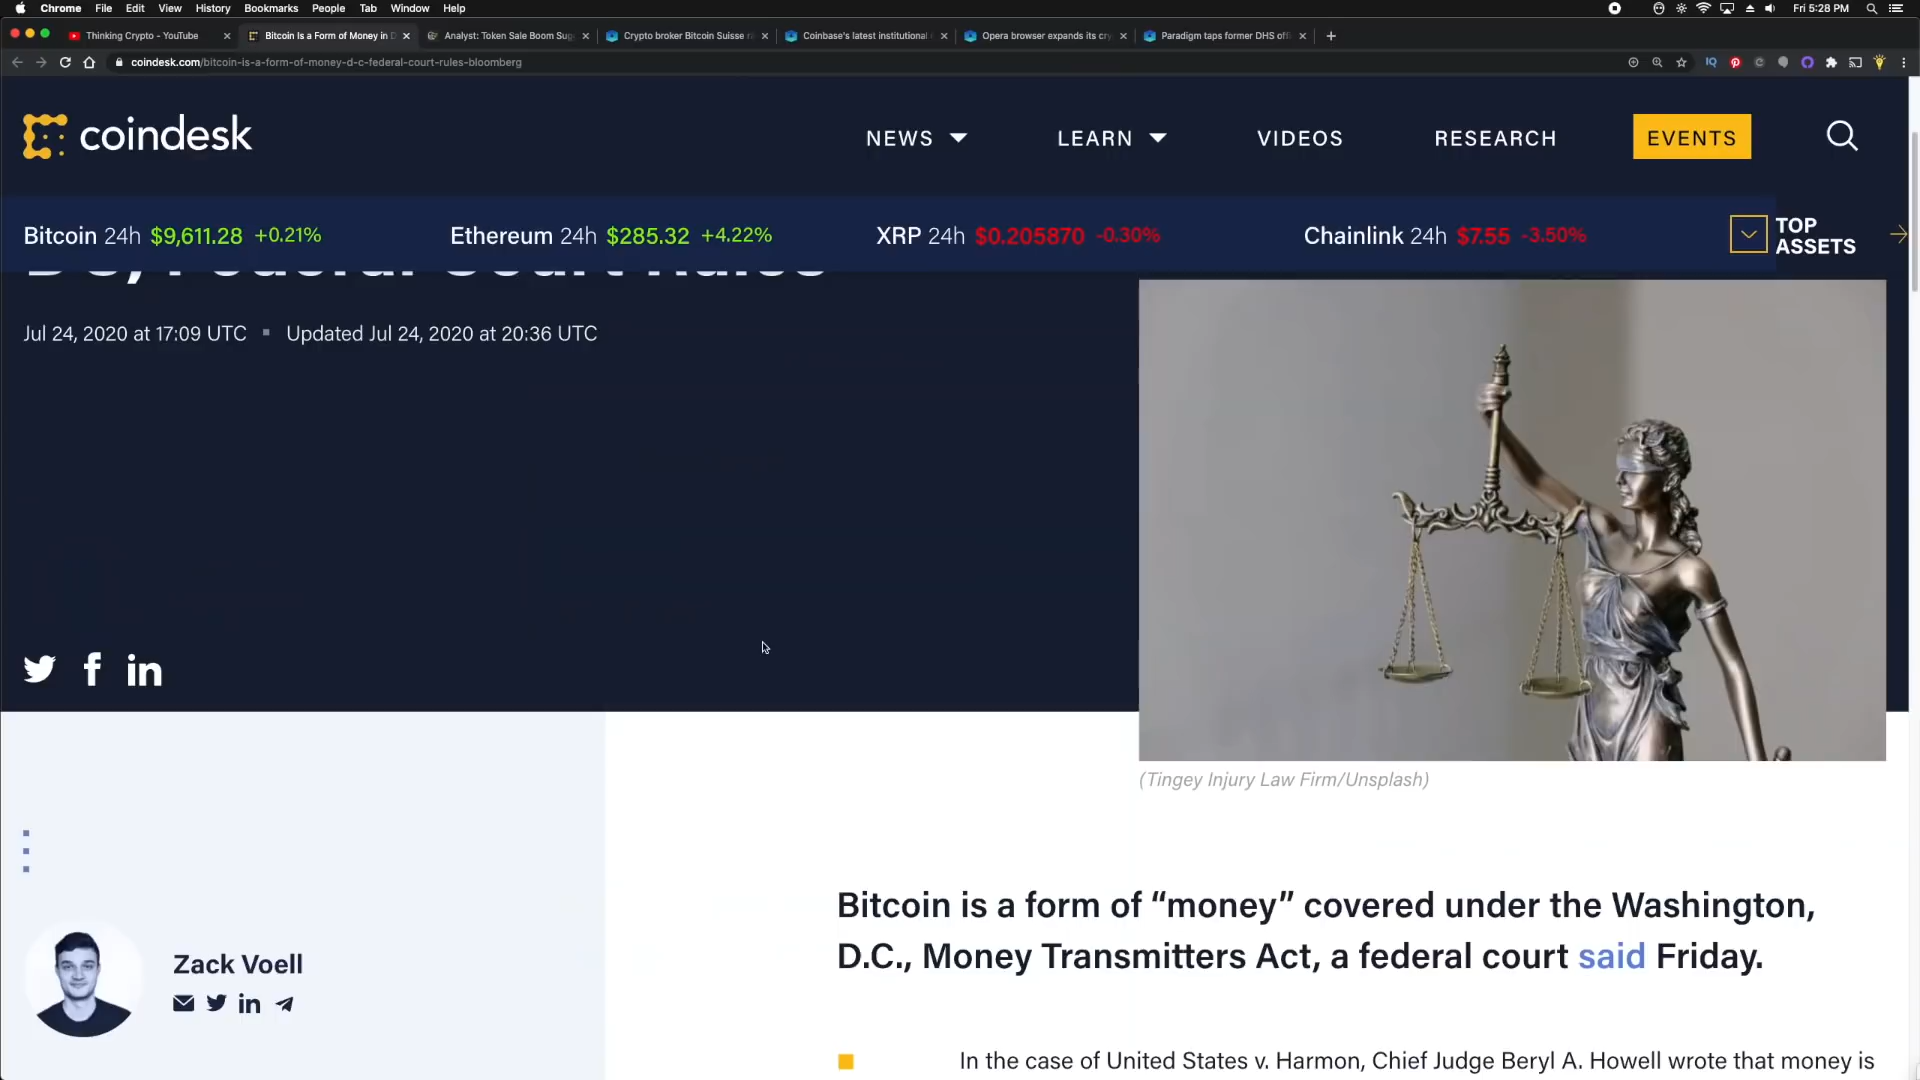 Chrome File Edit View History Bookmarks People Tab Window Help Fri 5:28 PM
Thinking Crypto - YouTube Bitcoin Is a Form of Money in D Analyst: Token Sale Boom Sug Crypto broker Bitcoin Suisse ra Coinbase's latest institutional Opera browser expands its cry Paradigm taps former DHS offi
coindesk.com/bitcoin-is-a-form-of-money-d-c-federal-court-rules-bloomberg
coindesk NEWS LEARN VIDEOS RESEARCH EVENTS
Bitcoin 24h $9,611.28 +0.21% Ethereum 24h $285.32 +4.22% XRP 24h $0.205870 -0.30% Chainlink 24h $7.55 -3.50% TOP
ASSETS
DC, Federal Court Rules
Jul 24, 2020 at 17:09 UTC Updated Jul 24, 2020 at 20:36 UTC
(Tingey Injury Law Firm/Unsplash)
Bitcoin is a form of “money” covered under the Washington,
D.C., Money Transmitters Act, a federal court said Friday.
Zack Voell
In the case of United States v. Harmon, Chief Judge Beryl A. Howell wrote that money is